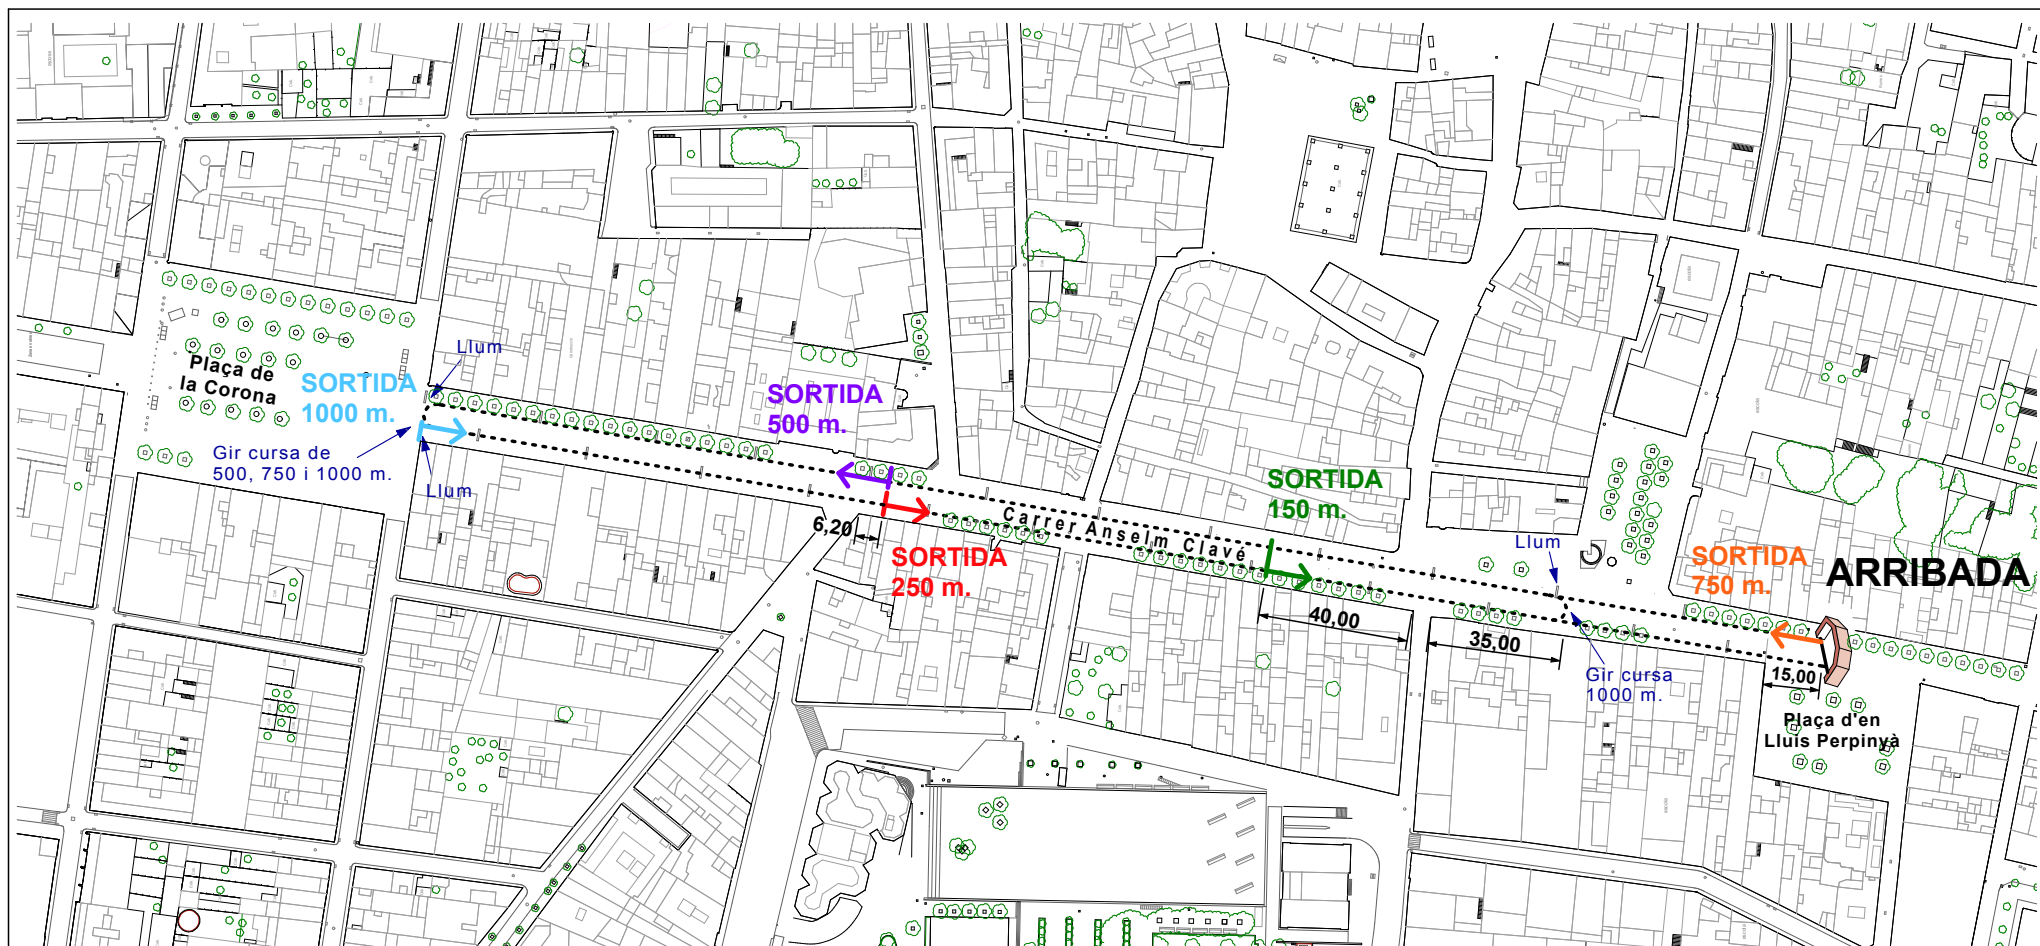 Llum
Plaça de
la Corona
SORTIDA
1000 m.
SORTIDA
500 m.
Gir cursa de
500, 750 i 1000 m.
Llum
6,20
SORTIDA
250 m.
Carrer Anselm Clavé
SORTIDA
150 m.
40,00
35,00
Llum
Gir cursa
1000 m.
SORTIDA
750 m.
ARRIBADA
15,00
Plaça d'en
Lluis Perpinyà